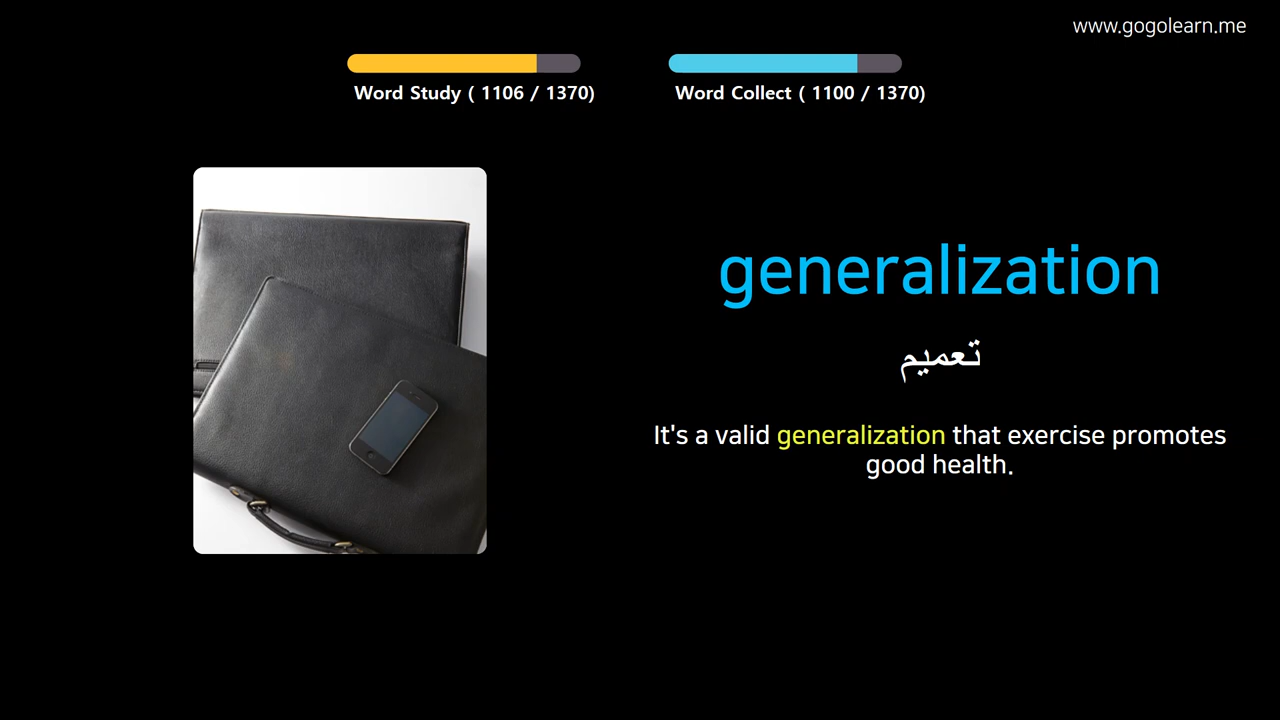 www.gogolearn.me
Word Study ( 1106 / 1370)
Word Collect ( 1100 / 1370)
generalization
تعميم
It's a valid generalization that exercise promotes
good health.